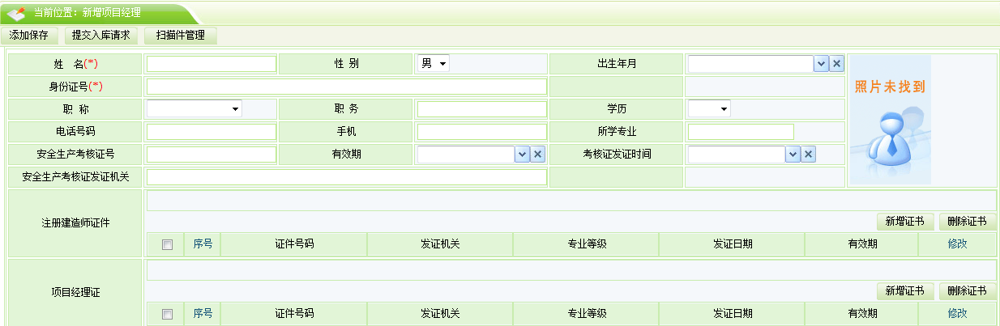 当前位置：新增项目经理
添加保存 提交入库请求 扫描件管理
姓 名(*) 性 别 男 出生年月
照片未找到
身份证号(*)
职 称 职 务 学历
电话号码 手机 所学专业
安全生产考核证号 有效期 考核证发证时间
安全生产考核证发证机关
注册建造师证件
新增证书 删除证书
序号 证件号码 发证机关 专业等级 发证日期 有效期 修改
项目经理证
新增证书 删除证书
序号 证件号码 发证机关 专业等级 发证日期 有效期 修改